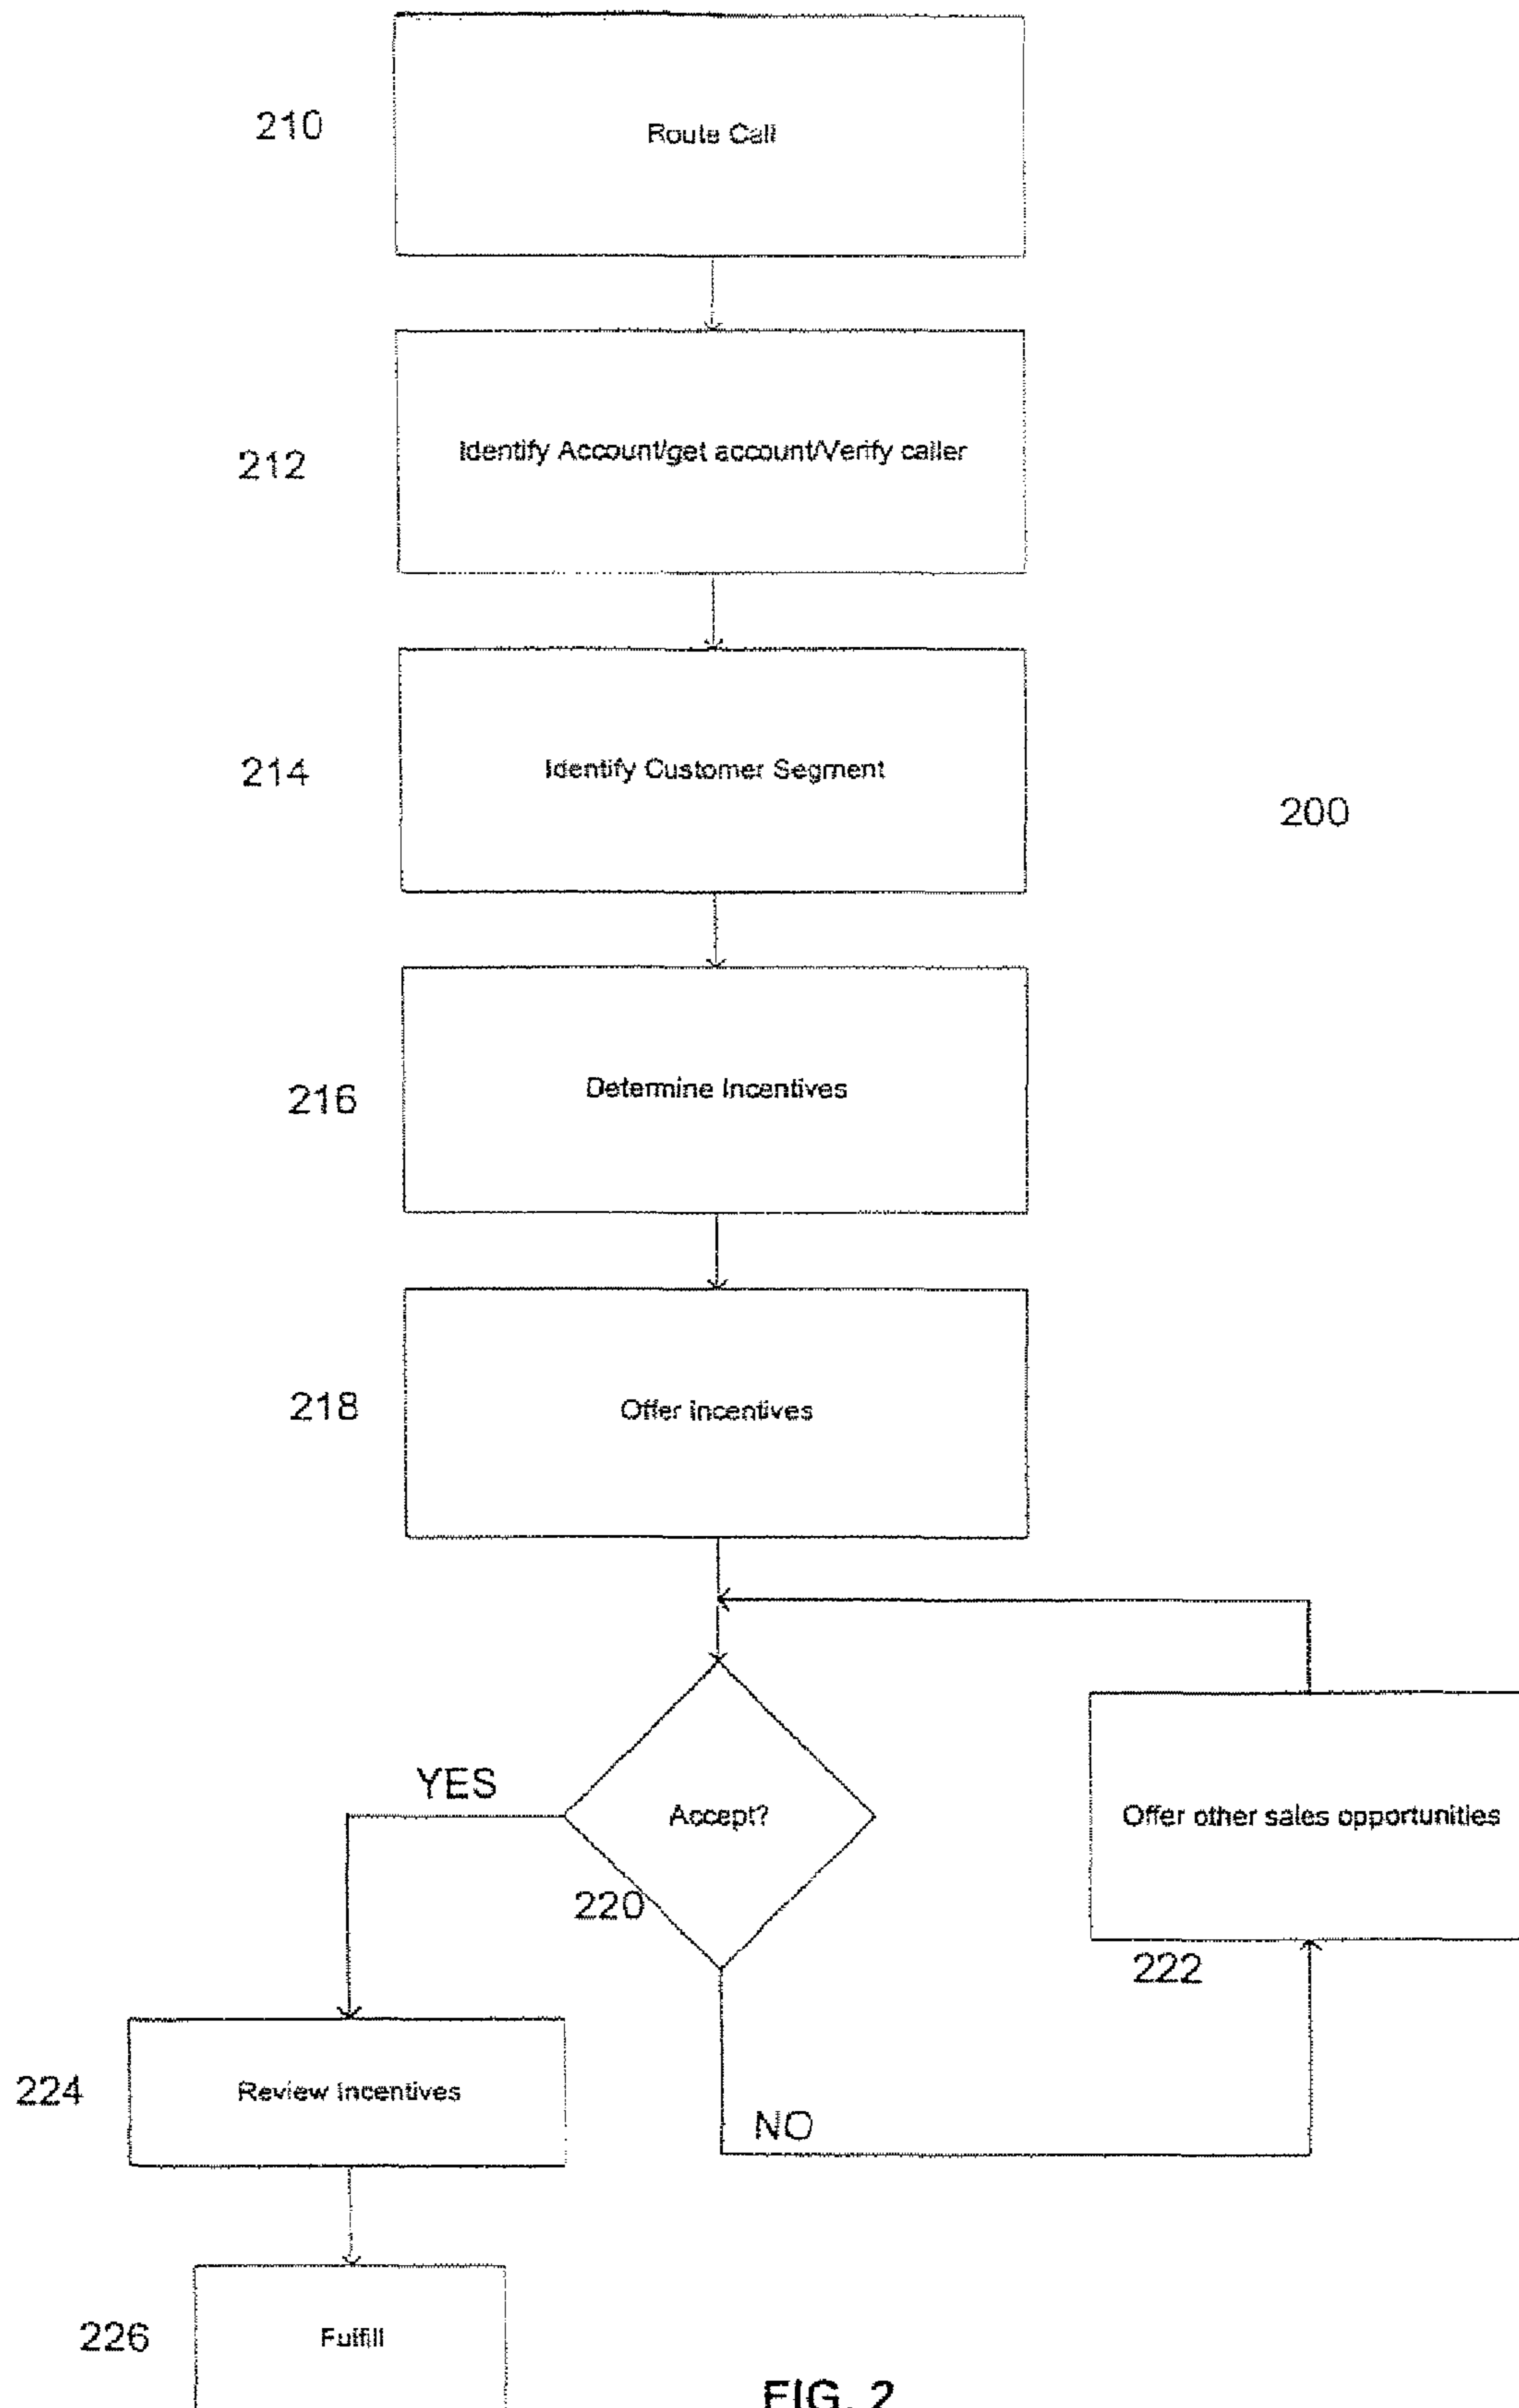 210
Route Call
212
Identify Account/get account/Verify caller
214
Identify Customer Segment
200
216
Determine Incentives
218
Offer incentives
YES
Accept?
Offer other sales opportunities
220
222
224
Review Incentives
NO
226
Fulfill
FIG. 2